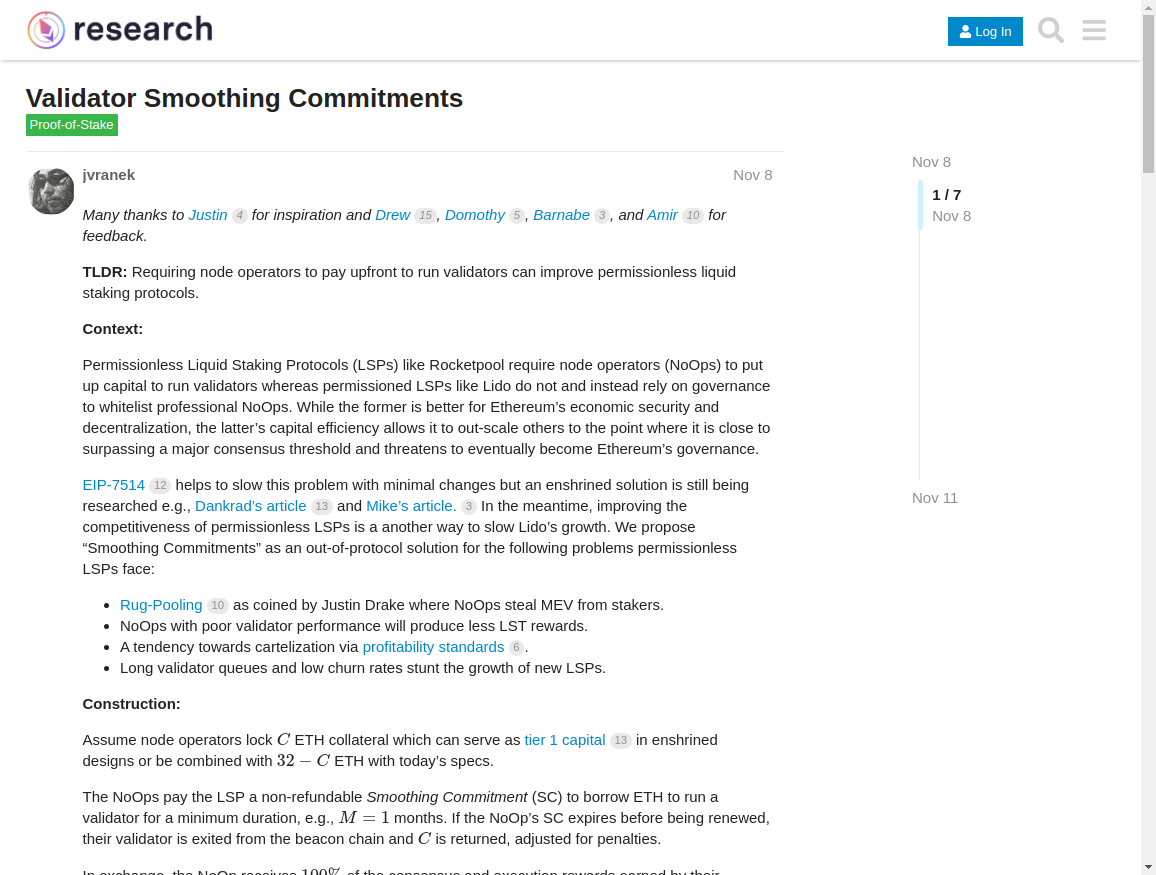 research
Log In
Validator Smoothing Commitments
Proof-of-Stake
jvranek
Nov 8
Many thanks to Justin 4 for inspiration and Drew 15, Domothy 5, Barnabe 3, and Amir 10 for
feedback.
TLDR: Requiring node operators to pay upfront to run validators can improve permissionless liquid
staking protocols.
Context:
Permissionless Liquid Staking Protocols (LSPs) like Rocketpool require node operators (NoOps) to put
up capital to run validators whereas permissioned LSPs like Lido do not and instead rely on governance
to whitelist professional NoOps. While the former is better for Ethereum’s economic security and
decentralization, the latter’s capital efficiency allows it to out-scale others to the point where it is close to
surpassing a major consensus threshold and threatens to eventually become Ethereum’s governance.
EIP-7514 12 helps to slow this problem with minimal changes but an enshrined solution is still being
researched e.g., Dankrad’s article 13 and Mike’s article. 3 In the meantime, improving the
competitiveness of permissionless LSPs is a another way to slow Lido’s growth. We propose
“Smoothing Commitments” as an out-of-protocol solution for the following problems permissionless
LSPs face:
• Rug-Pooling 10 as coined by Justin Drake where NoOps steal MEV from stakers.
• NoOps with poor validator performance will produce less LST rewards.
• A tendency towards cartelization via profitability standards 6.
• Long validator queues and low churn rates stunt the growth of new LSPs.
Construction:
Assume node operators lock C ETH collateral which can serve as tier 1 capital 13 in enshrined
designs or be combined with 32 − C ETH with today’s specs.
The NoOps pay the LSP a non-refundable Smoothing Commitment (SC) to borrow ETH to run a
validator for a minimum duration, e.g., M = 1 months. If the NoOp’s SC expires before being renewed,
their validator is exited from the beacon chain and C is returned, adjusted for penalties.
In exchange, the NoOp receives 100% of the consensus and execution rewards earned by their
Nov 8
1 / 7
Nov 8
Nov 11